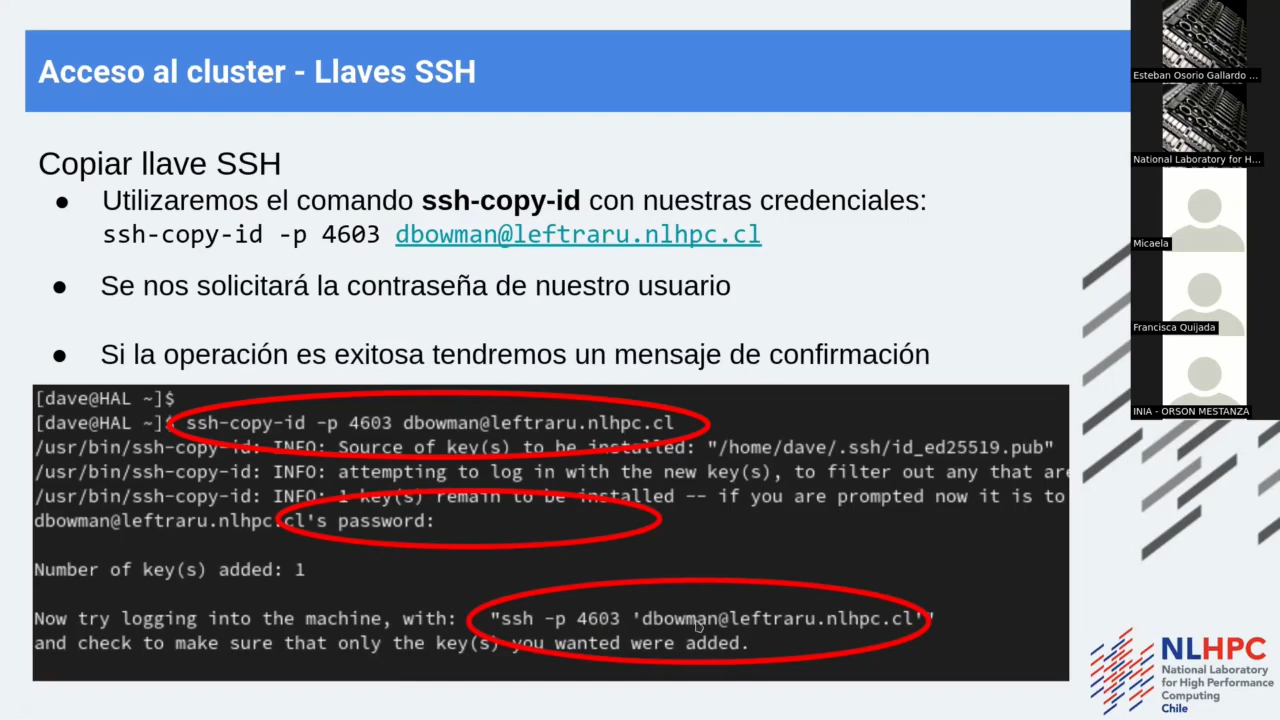 Acceso al cluster - Llaves SSH
Copiar llave SSH
● Utilizaremos el comando ssh-copy-id con nuestras credenciales:
ssh-copy-id -p 4603 dbowman@leftraru.nlhpc.cl
● Se nos solicitará la contraseña de nuestro usuario
● Si la operación es exitosa tendremos un mensaje de confirmación
[dave@HAL ~]$
[dave@HAL ~]$ ssh-copy-id -p 4603 dbowman@leftraru.nlhpc.cl
/usr/bin/ssh-copy-id: INFO: Source of key(s) to be installed: "/home/dave/.ssh/id_ed25519.pub"
/usr/bin/ssh-copy-id: INFO: attempting to log in with the new key(s), to filter out any that are
/usr/bin/ssh-copy-id: INFO: 1 key(s) remain to be installed -- if you are prompted now it is to
dbowman@leftraru.nlhpc.cl's password:
Number of key(s) added: 1
Now try logging into the machine, with:   "ssh -p 4603 'dbowman@leftraru.nlhpc.cl'"
and check to make sure that only the key(s) you wanted were added.
Esteban Osorio Gallardo ...
National Laboratory for H...
Micaela
Francisca Quijada
INIA - ORSON MESTANZA
NLHPC
National Laboratory
for High Performance
Computing
Chile